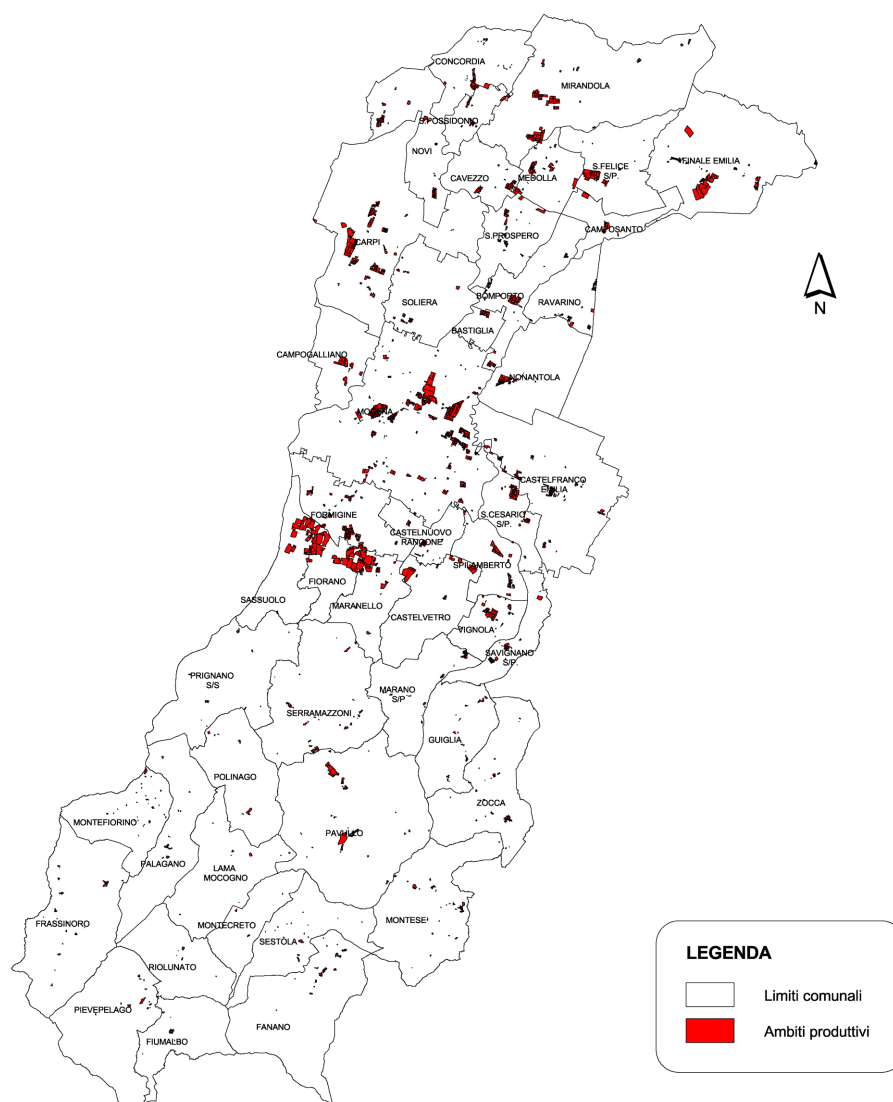 CONCORDIA
MIRANDOLA
S.POSSIDONIO
NOVI
CAVEZZO
MEDOLLA
S.FELICE
S/P.
FINALE EMILIA
CAMPOSANTO
S.PROSPERO
CARPI
SOLIERA
BOMPORTO
RAVARINO
BASTIGLIA
CAMPOGALLIANO
NONANTOLA
MODENA
CASTELFRANCO
EMILIA
FORMIGINE
S.CESARIO
S/P.
CASTELNUOVO
RANGONE
SPILAMBERTO
FIORANO
SASSUOLO
MARANELLO
CASTELVETRO
VIGNOLA
SAVIGNANO
S/P.
PRIGNANO
S/S
MARANO
S/P
SERRAMAZZONI
GUIGLIA
POLINAGO
ZOCCA
MONTEFIORINO
PAVULLO
PALAGANO
LAMA
MOCOGNO
FRASSINORO
MONTECRETO
MONTESE
SESTOLA
RIOLUNATO
PIEVEPELAGO
FANANO
FIUMALBO
N
LEGENDA
Limiti comunali
Ambiti produttivi